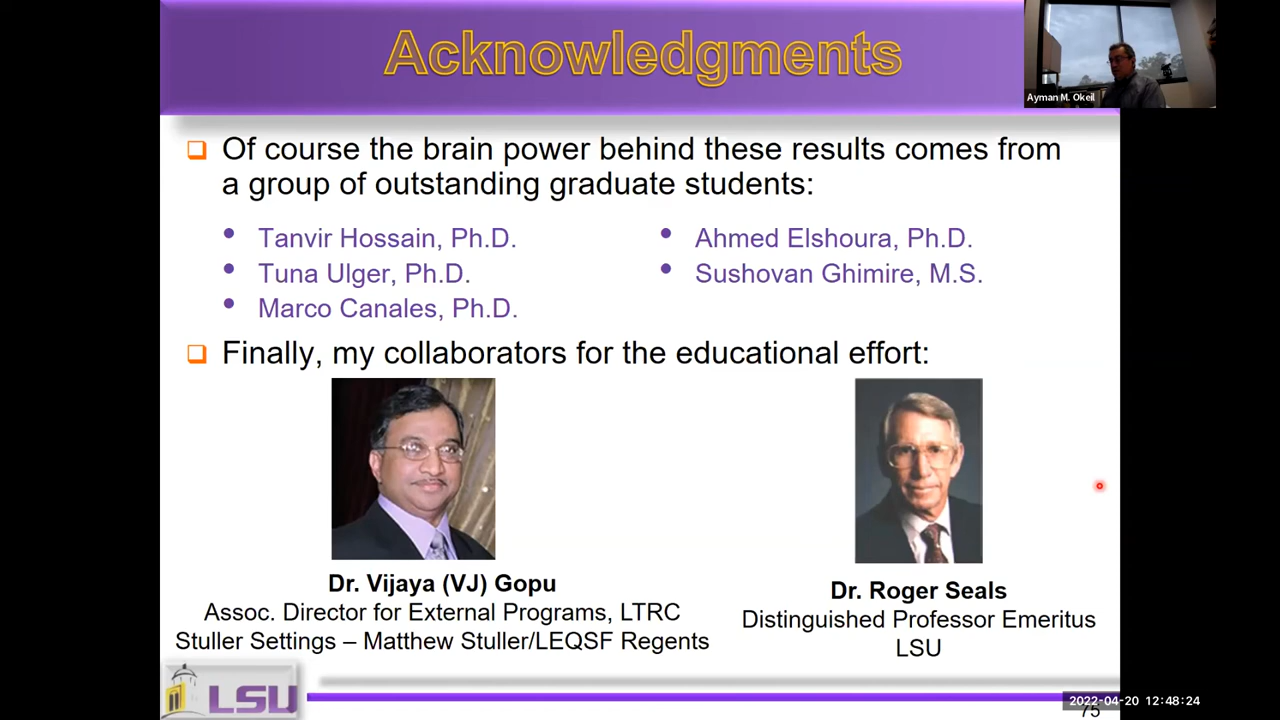 Acknowledgments
Ayman M. Okeil
Of course the brain power behind these results comes from
a group of outstanding graduate students:
Tanvir Hossain, Ph.D.
Tuna Ulger, Ph.D.
Marco Canales, Ph.D.
Ahmed Elshoura, Ph.D.
Sushovan Ghimire, M.S.
Finally, my collaborators for the educational effort:
Dr. Vijaya (VJ) Gopu
Assoc. Director for External Programs, LTRC
Stuller Settings – Matthew Stuller/LEQSF Regents
Dr. Roger Seals
Distinguished Professor Emeritus
LSU
LSU
2022-04-20 12:48:24
75